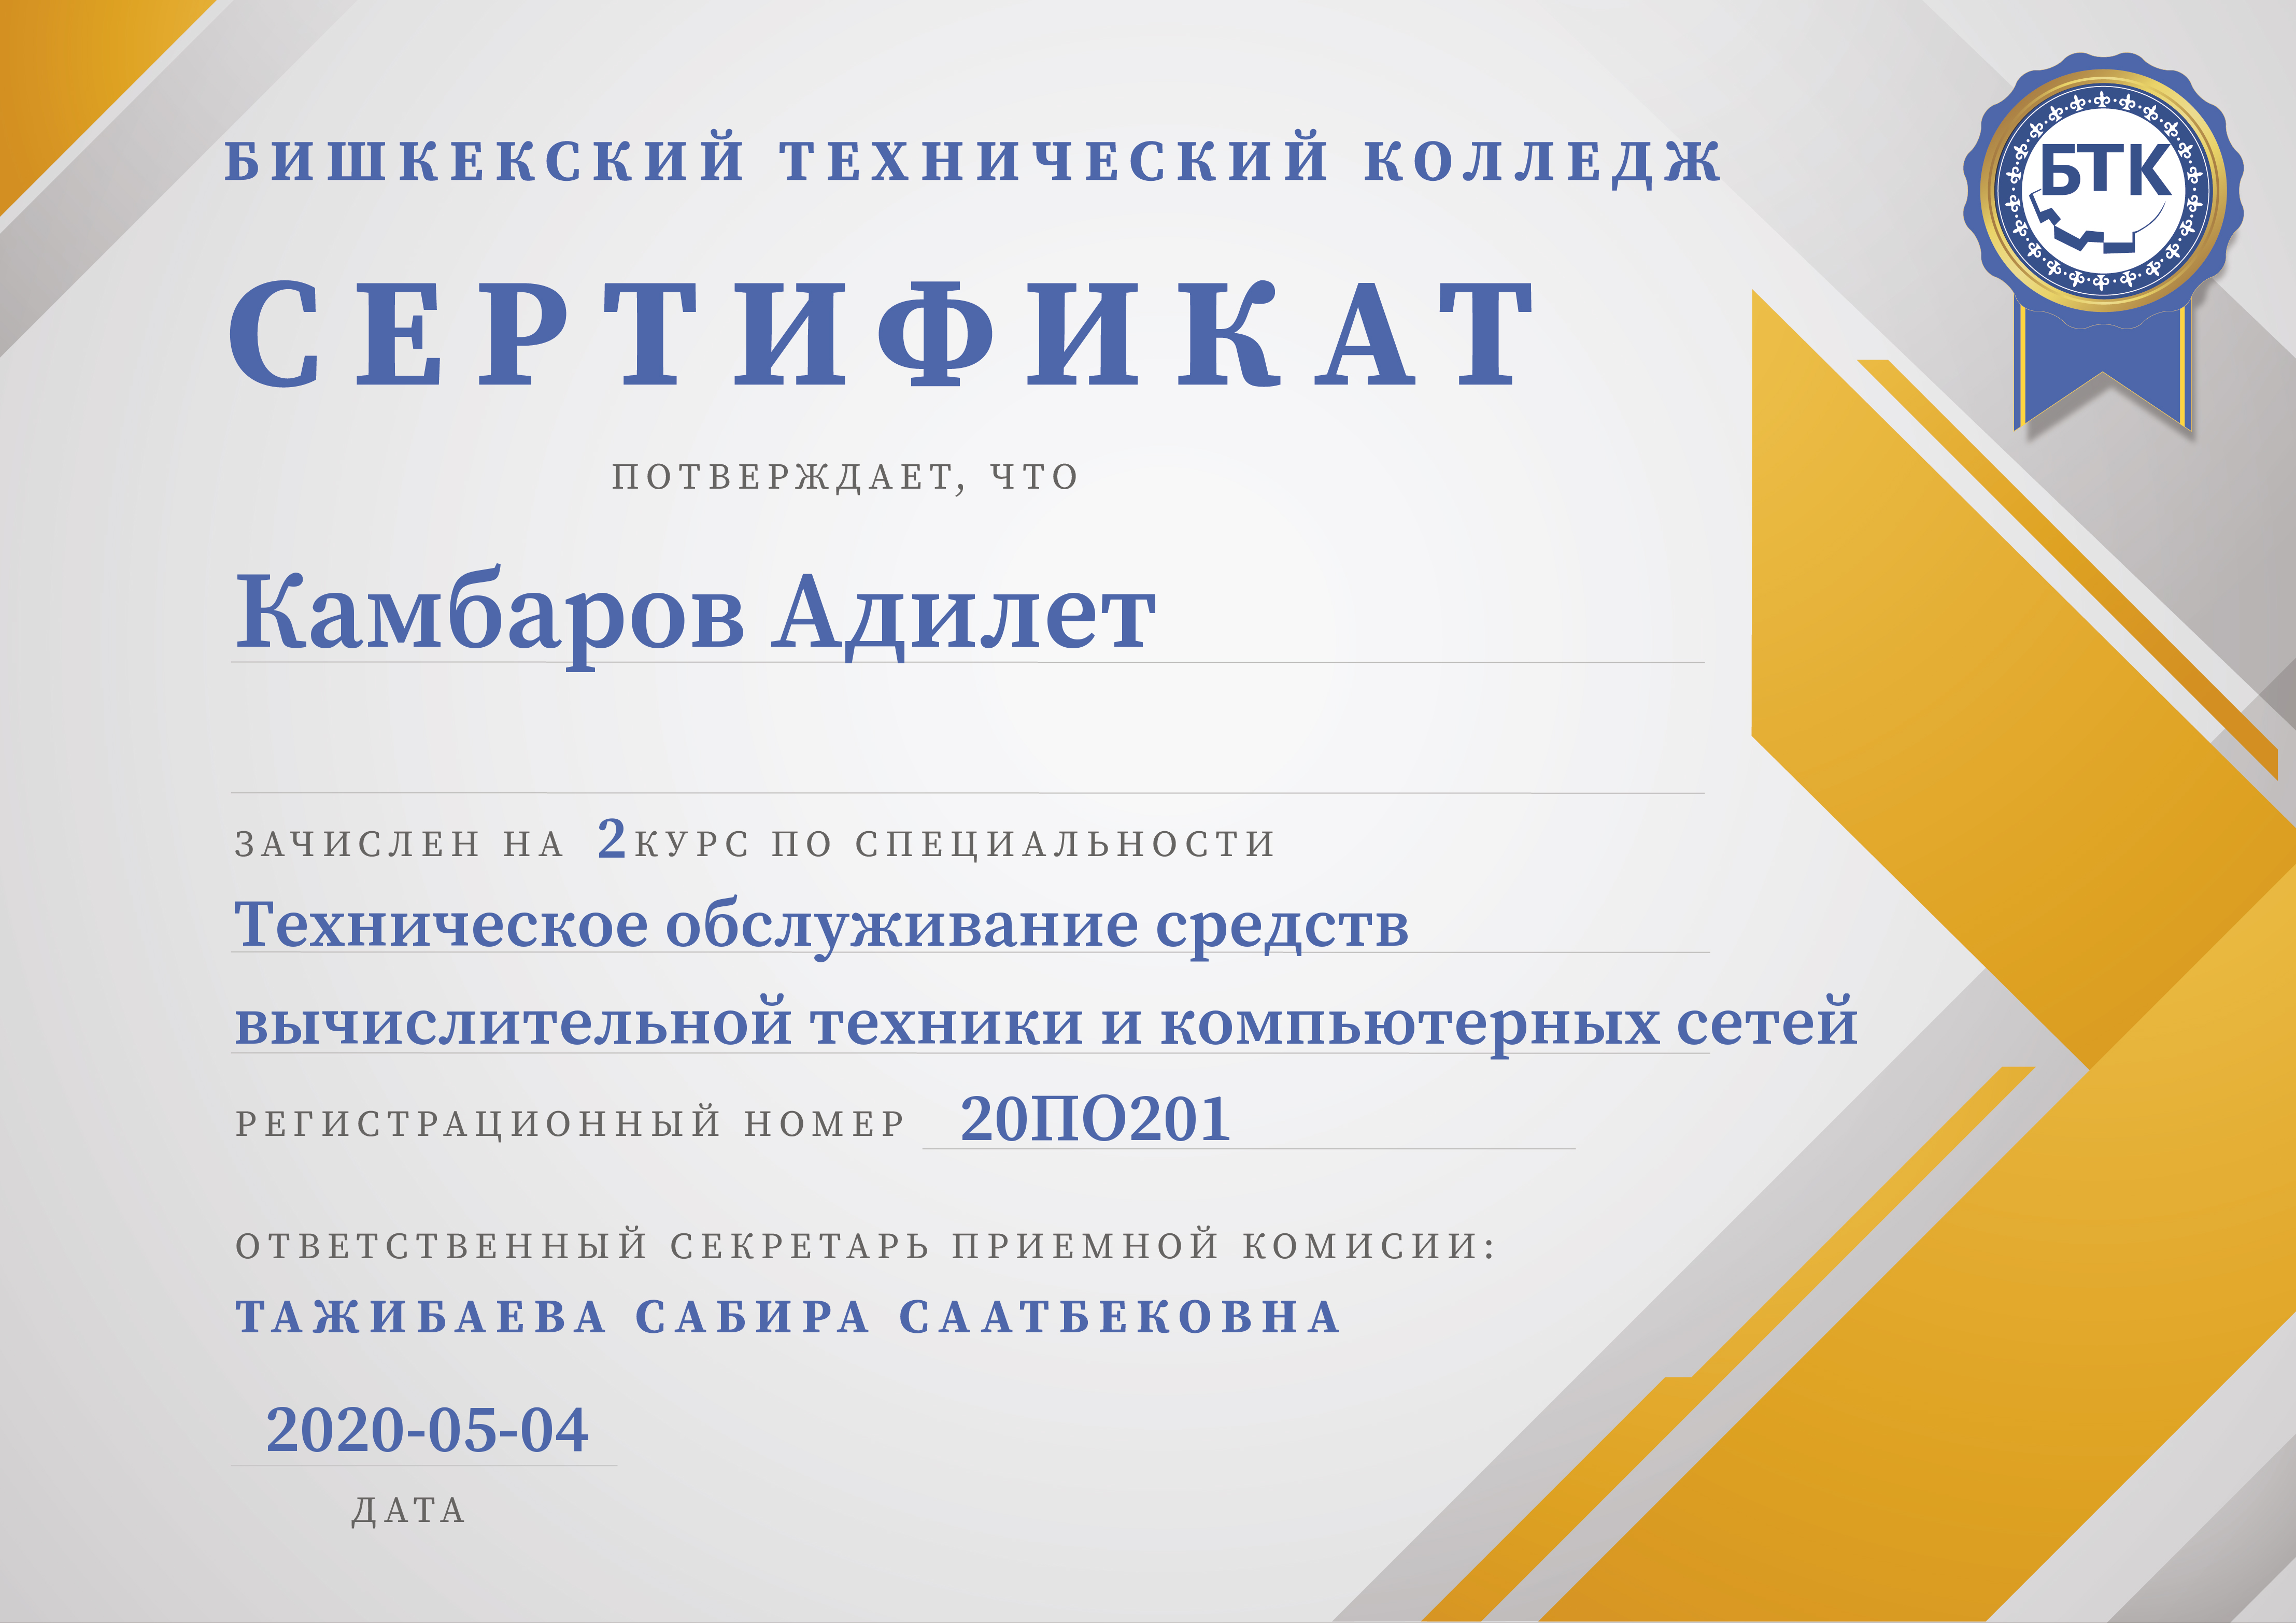 БИШКЕКСКИЙ ТЕХНИЧЕСКИЙ КОЛЛЕДЖ
БТК
СЕРТИФИКАТ
ПОТВЕРЖДАЕТ, ЧТО
Камбаров Адилет
ЗАЧИСЛЕН НА 2 КУРС ПО СПЕЦИАЛЬНОСТИ
Техническое обслуживание средств
вычислительной техники и компьютерных сетей
РЕГИСТРАЦИОННЫЙ НОМЕР 20ПО201
ОТВЕТСТВЕННЫЙ СЕКРЕТАРЬ ПРИЕМНОЙ КОМИСИИ:
ТАЖИБАЕВА САБИРА СААТБЕКОВНА
2020-05-04
ДАТА